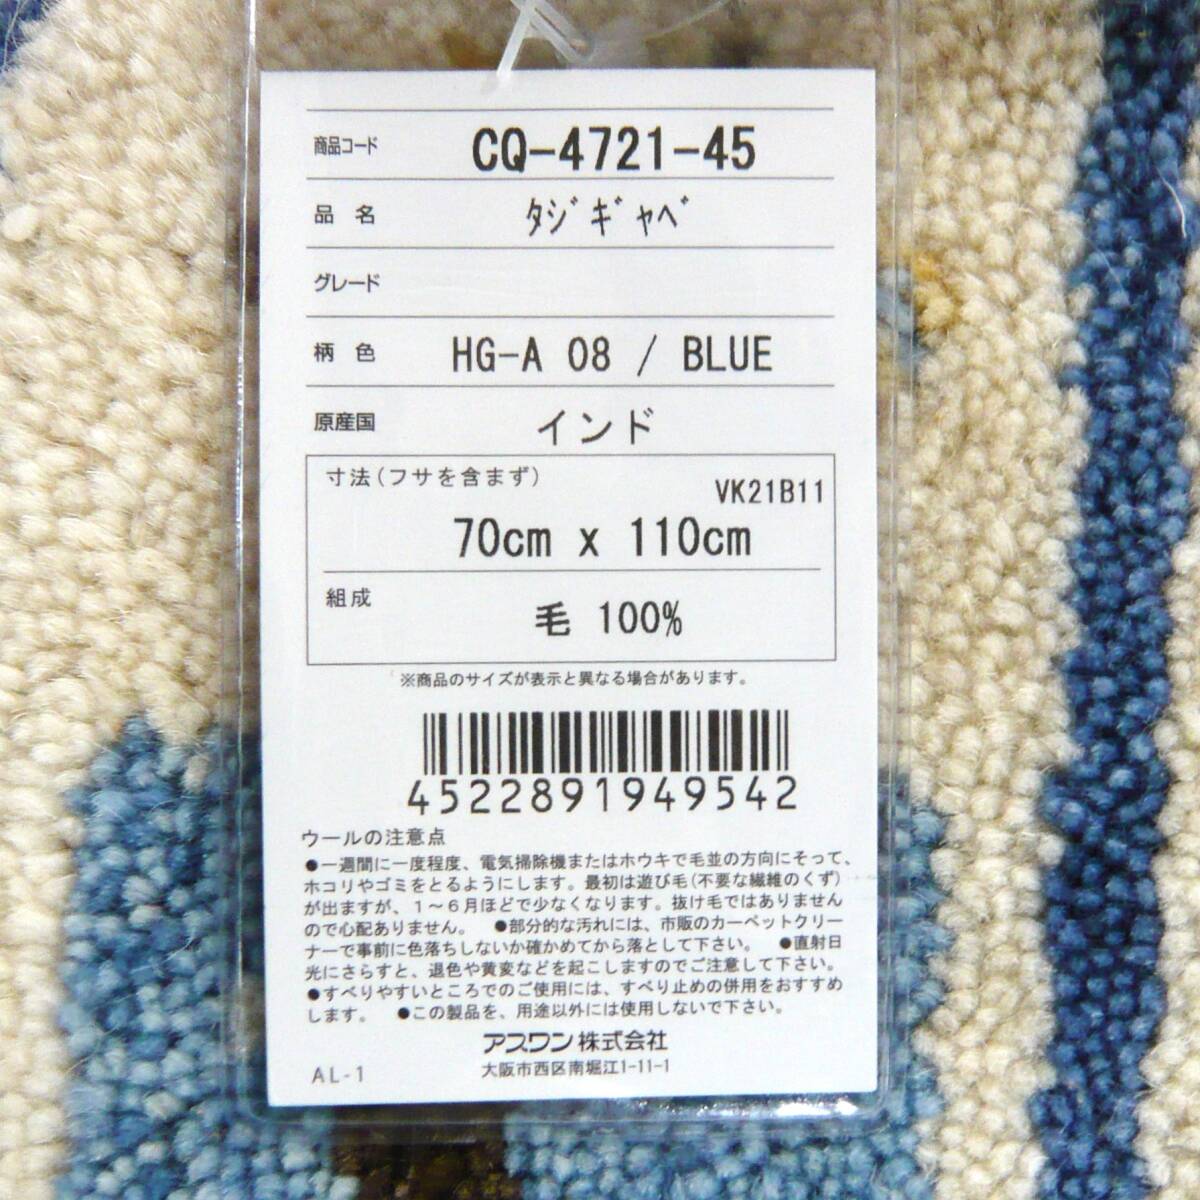 商品コード CQ-4721-45
品 名 ﾀｼﾞｷﾞｬﾍﾞ
グレード
柄 色 HG-A 08 / BLUE
原産国 インド
寸法(フサを含まず)
VK21B11
70cm x 110cm
組成
毛 100%
※商品のサイズが表示と異なる場合があります。
4522891949542
ウールの注意点
●一週間に一度程度、電気掃除機またはホウキで毛並の方向にそって、
ホコリやゴミをとるようにします。最初は遊び毛(不要な繊維のくず)
が出ますが、1～6月ほどで少なくなります。抜け毛ではありません
ので心配ありません。 ●部分的な汚れには、市販のカーペットクリー
ナーで事前に色落ちしないか確かめてから落として下さい。 ●直射日
光にさらすと、退色や黄変などを起こしますのでご注意して下さい。
●すべりやすいところでのご使用には、すべり止めの併用をおすすめ
します。 ●この製品を、用途以外には使用しないで下さい。
アスワン株式会社
AL-1 大阪市西区南堀江1-11-1